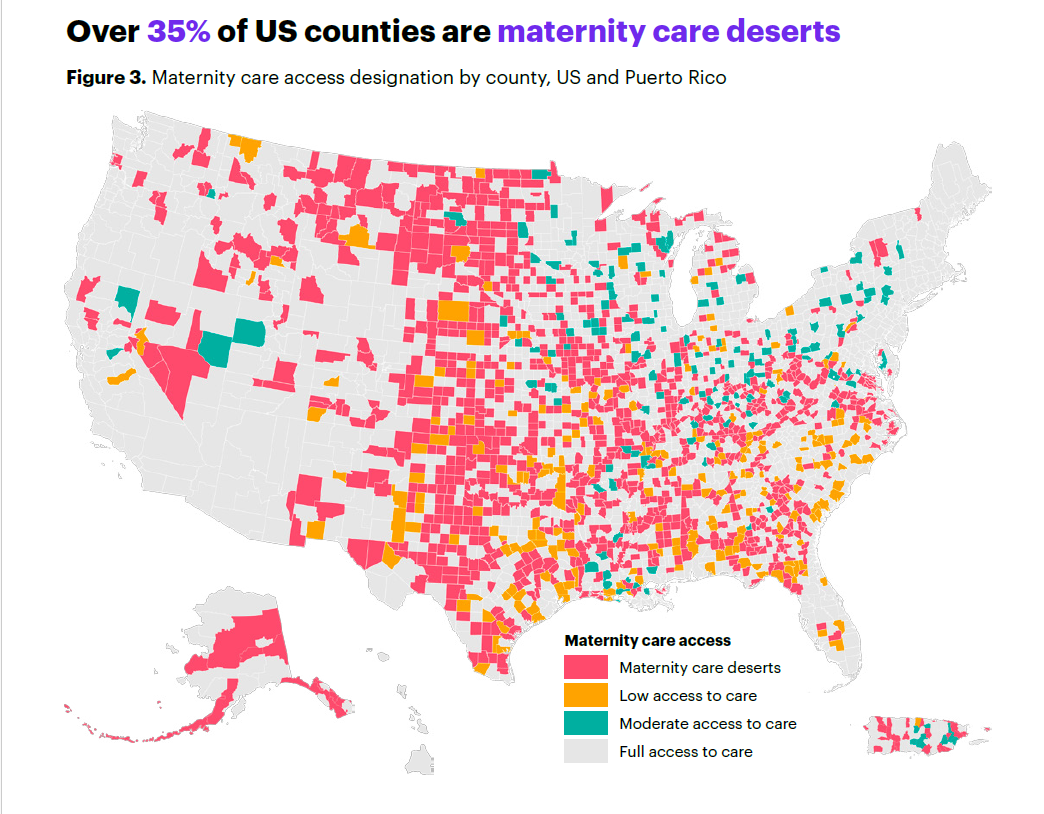 Over 35% of US counties are maternity care deserts
Figure 3. Maternity care access designation by county, US and Puerto Rico
Maternity care access
Maternity care deserts
Low access to care
Moderate access to care
Full access to care